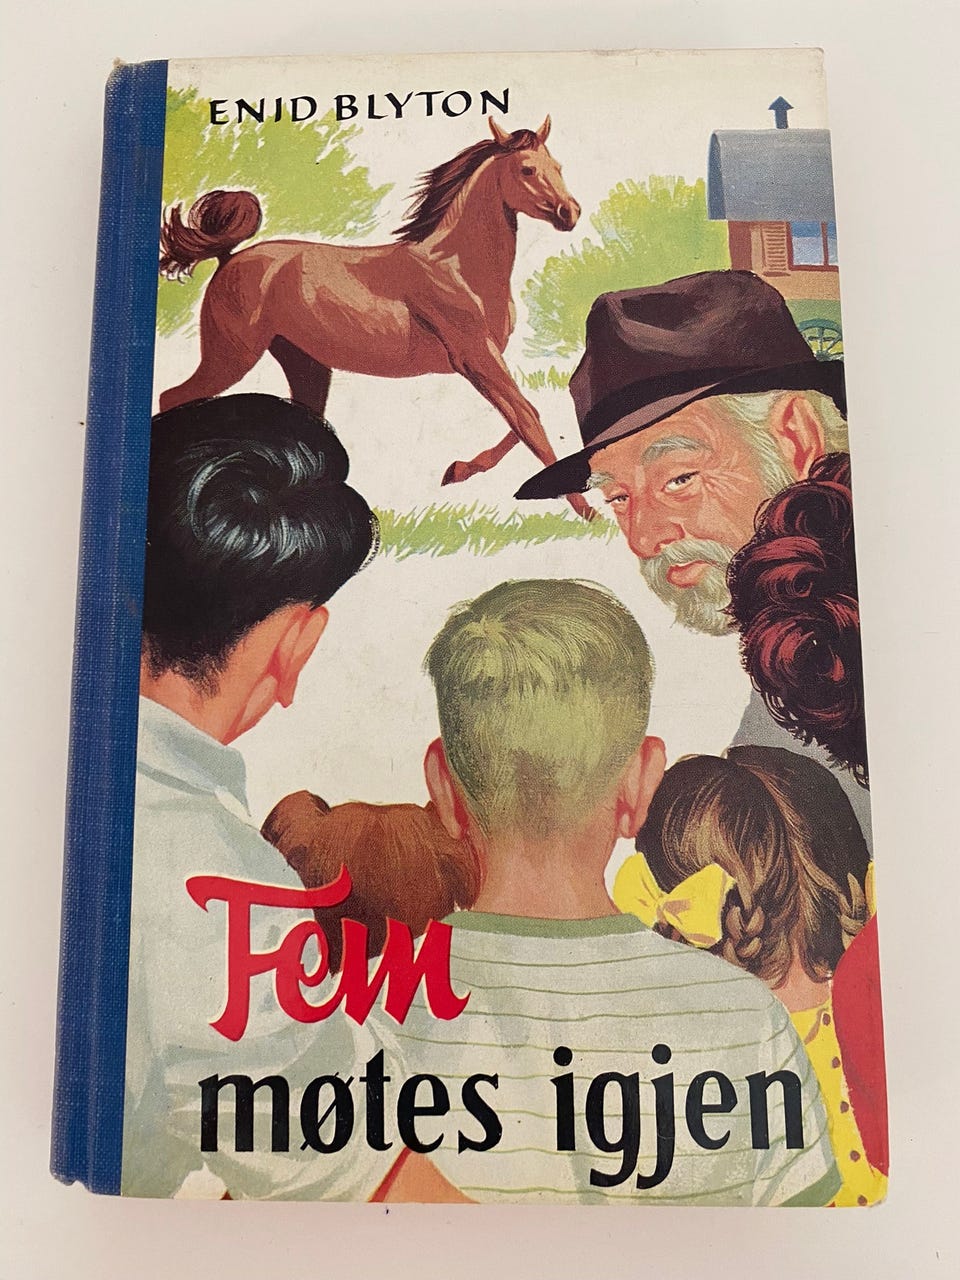 ENID BLYTON
Fem
møtes igjen